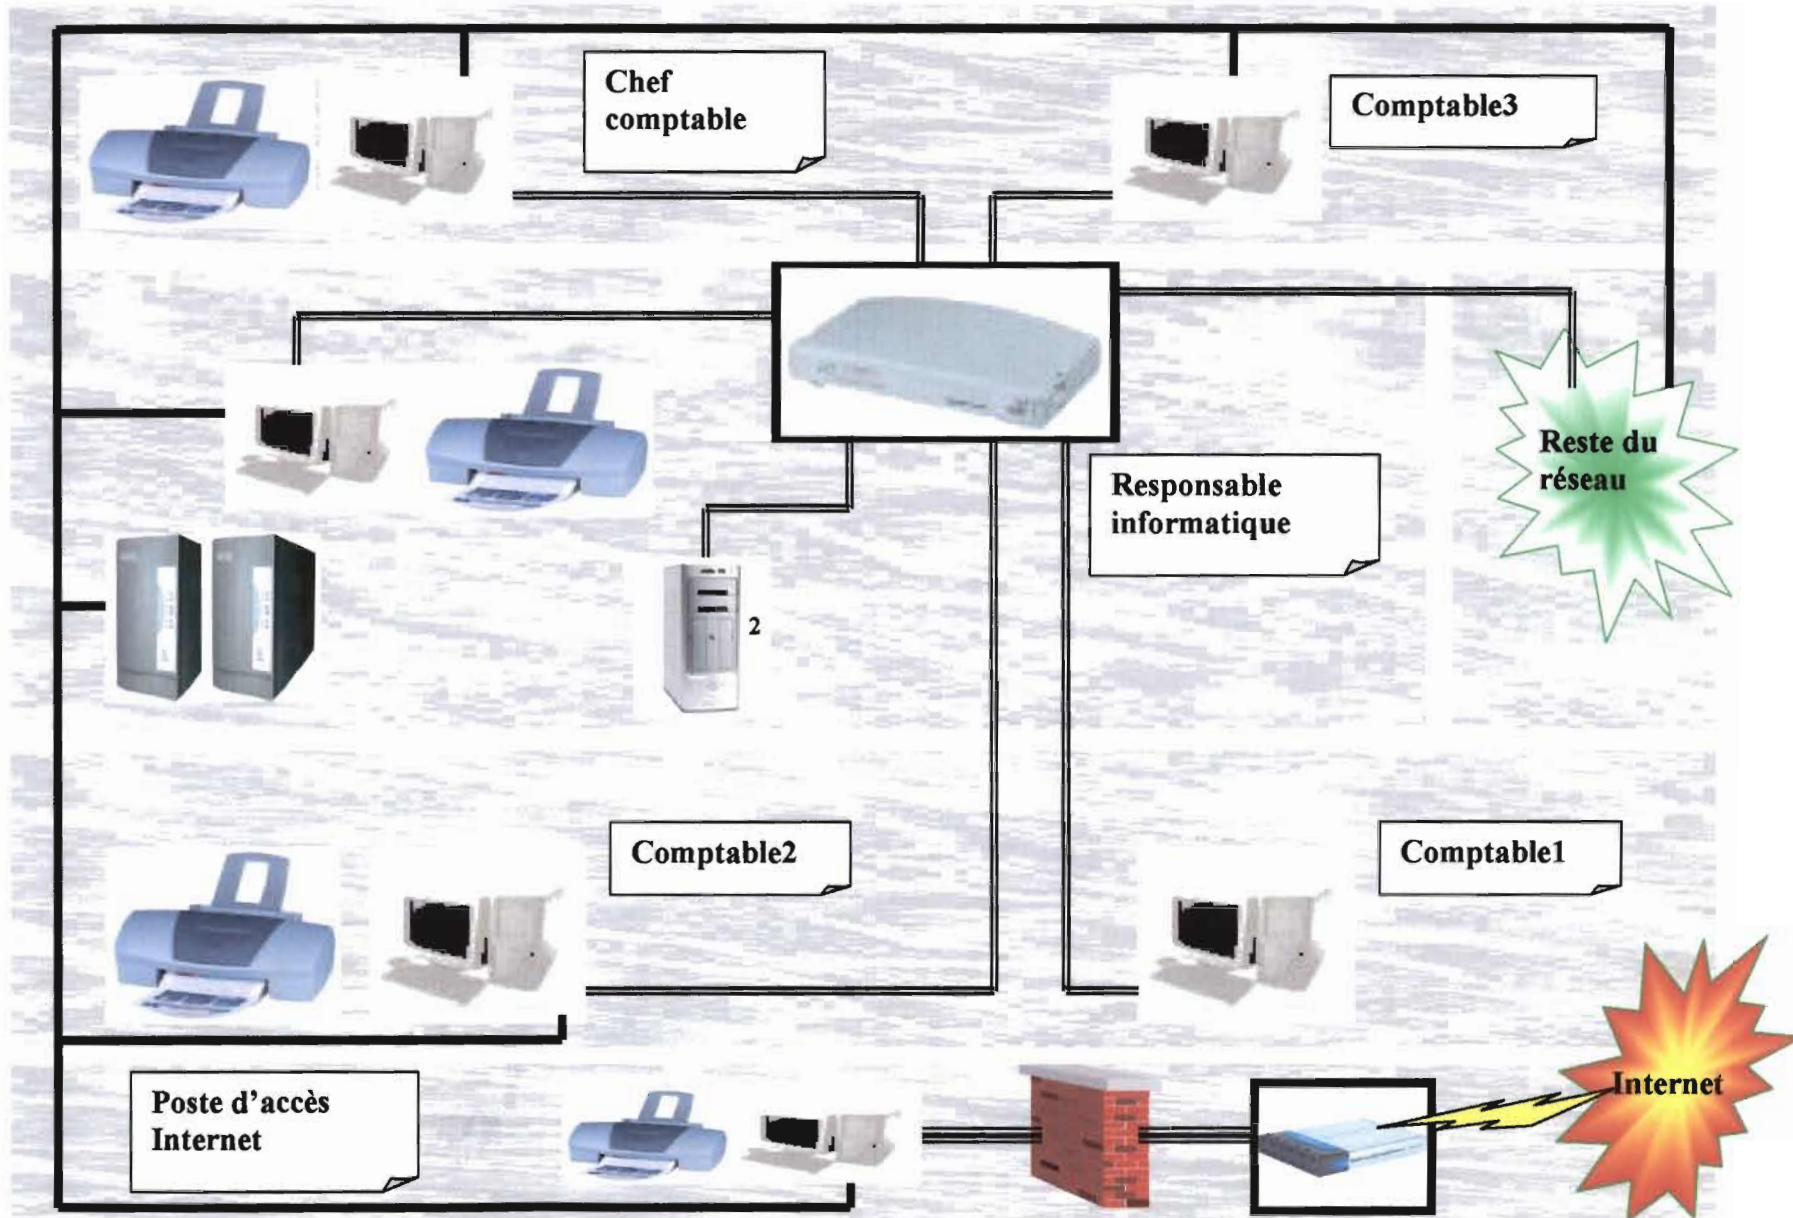 Chef
comptable
Comptable3
Reste du
réseau
Responsable
informatique
2
Comptable2
Comptable1
Poste d'accès
Internet
Internet